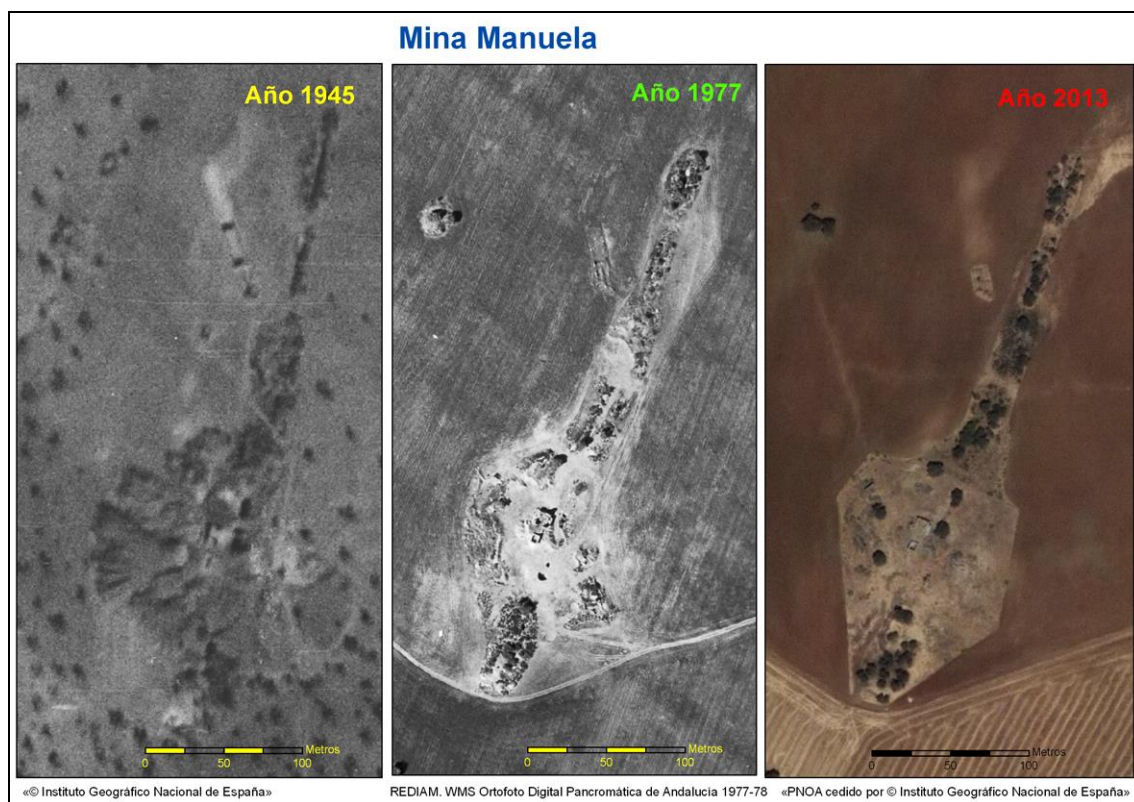 Mina Manuela
Año 1945
Año 1977
Año 2013
0 50 100 Metros
0 50 100 Metros
0 50 100 Metros
«© Instituto Geográfico Nacional de España»
REDIAM. WMS Ortofoto Digital Pancromática de Andalucia 1977-78
«PNOA cedido por © Instituto Geográfico Nacional de España»